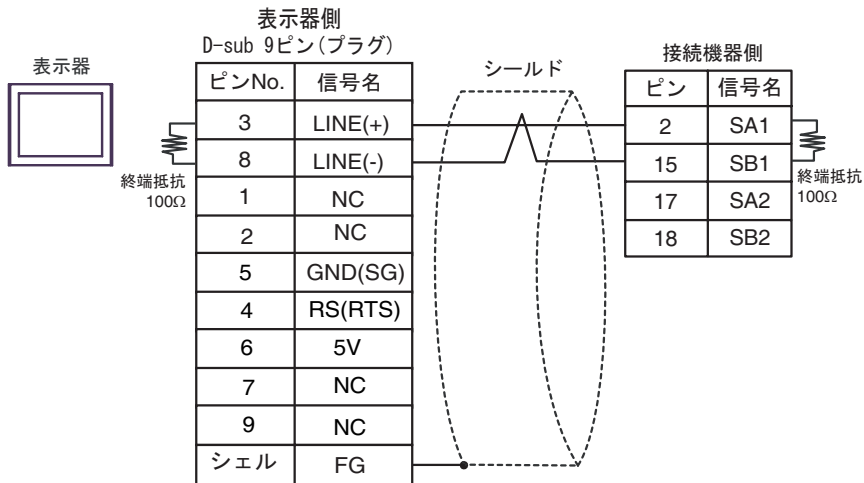 表示器側
D-sub 9ピン(プラグ)
表示器
シールド
接続機器側
ピンNo. 信号名
3 LINE(+)
8 LINE(-)
1 NC
2 NC
5 GND(SG)
4 RS(RTS)
6 5V
7 NC
9 NC
シェル FG
終端抵抗
100Ω
ピン 信号名
2 SA1
15 SB1
17 SA2
18 SB2
終端抵抗
100Ω